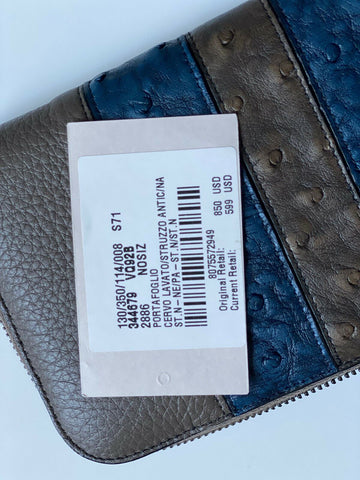 130/350/114/008 S71
344679 VQ92B
2886 NOSIZ
PORTAFOGLIO
CERVO LAVATO/STRUZZO ANTIC/NA
ST.N-NE/PA-ST.N/ST.N
8075572949
Original Retail: 850 USD
Current Retail: 599 USD